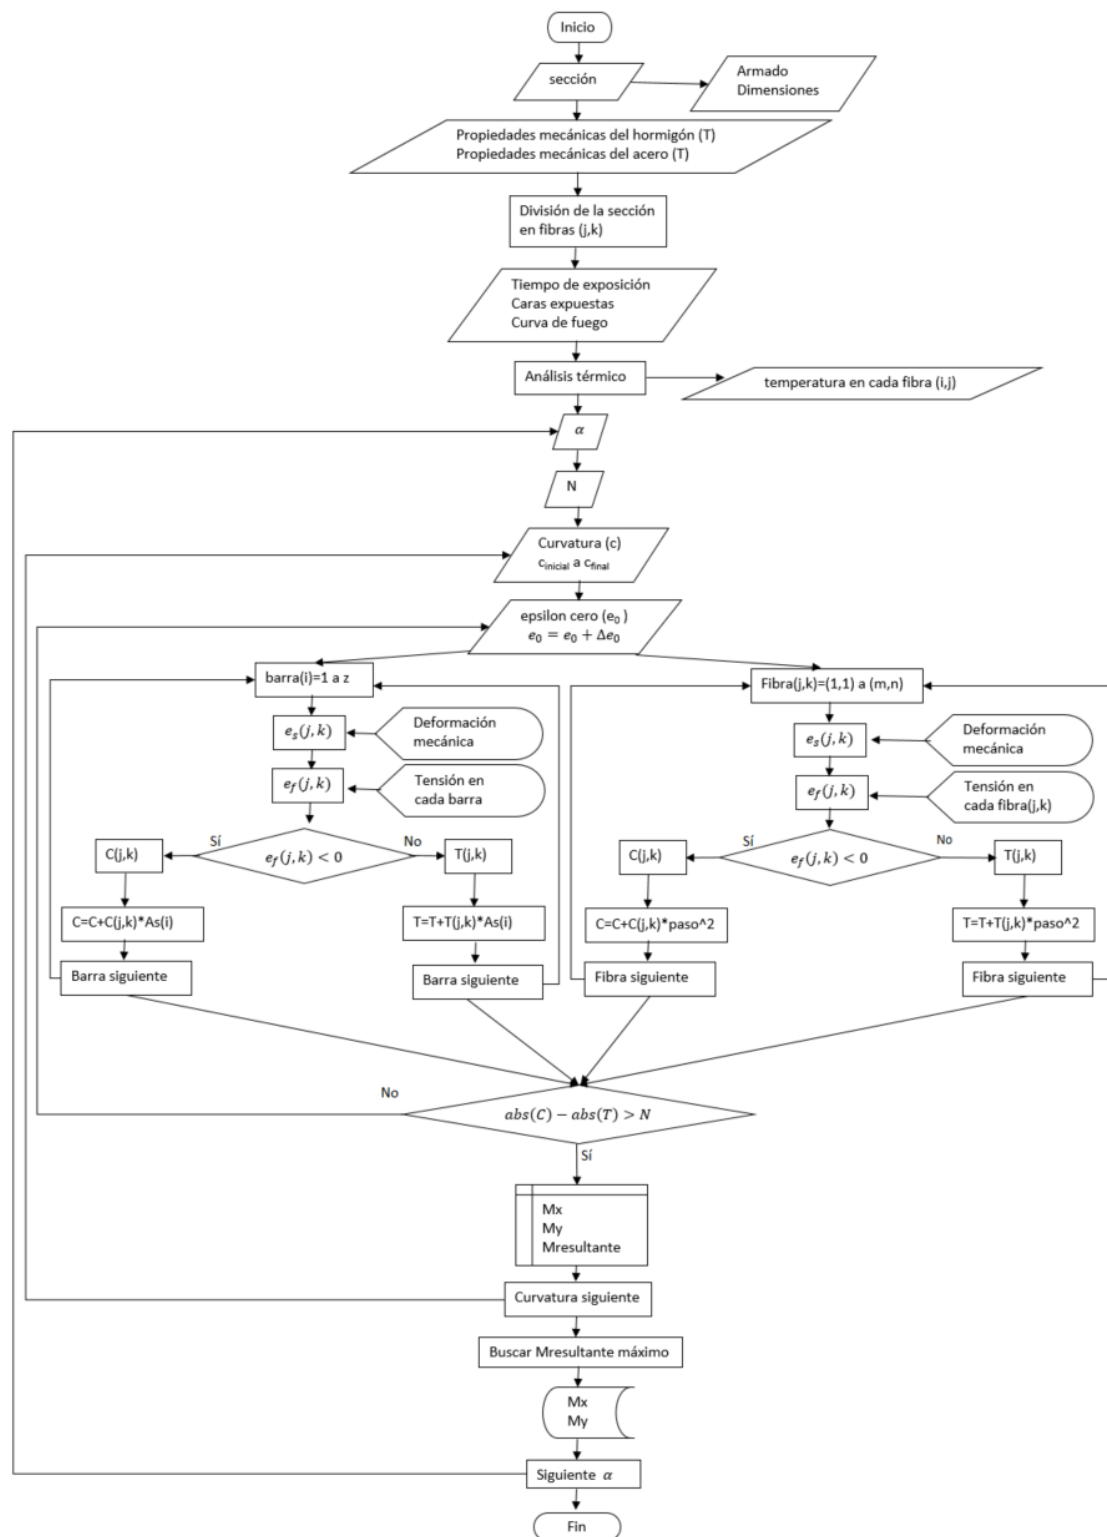 Inicio
sección
Armado
Dimensiones
Propiedades mecánicas del hormigón (T)
Propiedades mecánicas del acero (T)
División de la sección
en fibras (j,k)
Tiempo de exposición
Caras expuestas
Curva de fuego
Análisis térmico
temperatura en cada fibra (i,j)
α
N
Curvatura (c)
c_inicial a c_final
epsilon cero (e₀ )
e₀ = e₀ + Δe₀
barra(i)=1 a z
e_s(j, k)
Deformación
mecánica
e_f(j, k)
Tensión en
cada barra
Sí
e_f(j, k) < 0
No
C(j,k)
T(j,k)
C=C+C(j,k)*As(i)
T=T+T(j,k)*As(i)
Barra siguiente
Barra siguiente
Fibra(j,k)=(1,1) a (m,n)
e_s(j, k)
Deformación
mecánica
e_f(j, k)
Tensión en
cada fibra(j,k)
Sí
e_f(j, k) < 0
No
C(j,k)
T(j,k)
C=C+C(j,k)*paso^2
T=T+T(j,k)*paso^2
Fibra siguiente
Fibra siguiente
No
abs(C) − abs(T) > N
Sí
Mx
My
Mresultante
Curvatura siguiente
Buscar Mresultante máximo
Mx
My
Siguiente α
Fin